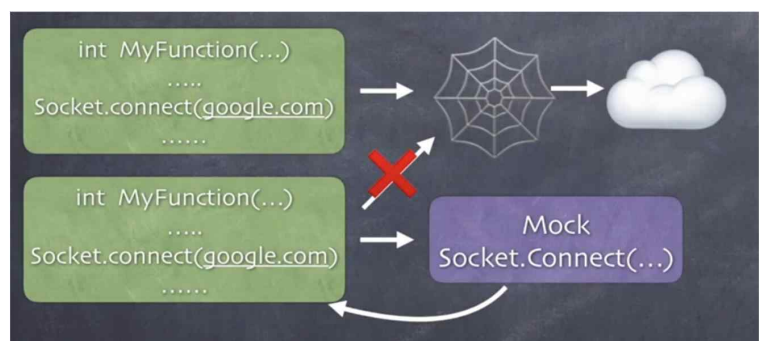 int MyFunction(...)
.....
Socket.connect(google.com)
......
int MyFunction(...)
.....
Socket.connect(google.com)
......
Mock
Socket.Connect(...)